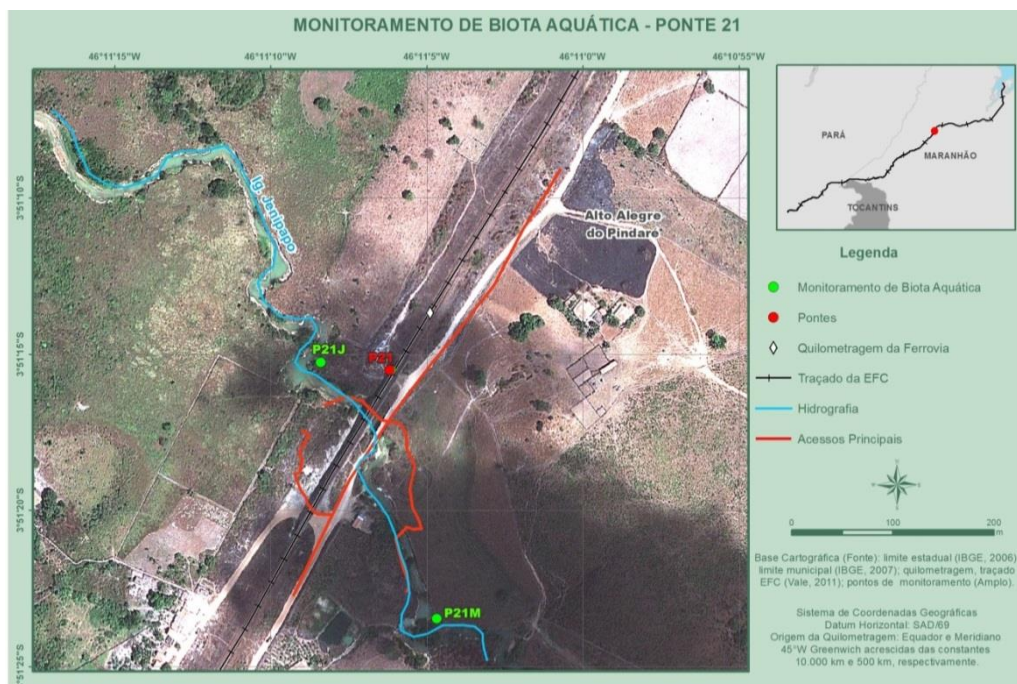 MONITORAMENTO DE BIOTA AQUÁTICA - PONTE 21
46°11'15"W
46°11'10"W
46°11'5"W
46°11'0"W
46°10'55"W
3°51'10"S
3°51'15"S
3°51'20"S
3°51'25"S
Ig. Jenipapo
Alto Alegre
do Pindaré
P21J
P21
P21M
PARÁ
MARANHÃO
TOCANTINS
Legenda
Monitoramento de Biota Aquática
Pontes
Quilometragem da Ferrovia
Traçado da EFC
Hidrografia
Acessos Principais
N
W
E
S
0
100
200
m
Base Cartográfica (Fonte): limite estadual (IBGE, 2006)
limite municipal (IBGE, 2007); quilometragem, traçado
EFC (Vale, 2011); pontos de monitoramento (Amplo).
Sistema de Coordenadas Geográficas
Datum Horizontal: SAD/69
Origem da Quilometragem: Equador e Meridiano
45°W Greenwich acrescidas das constantes
10.000 km e 500 km, respectivamente.